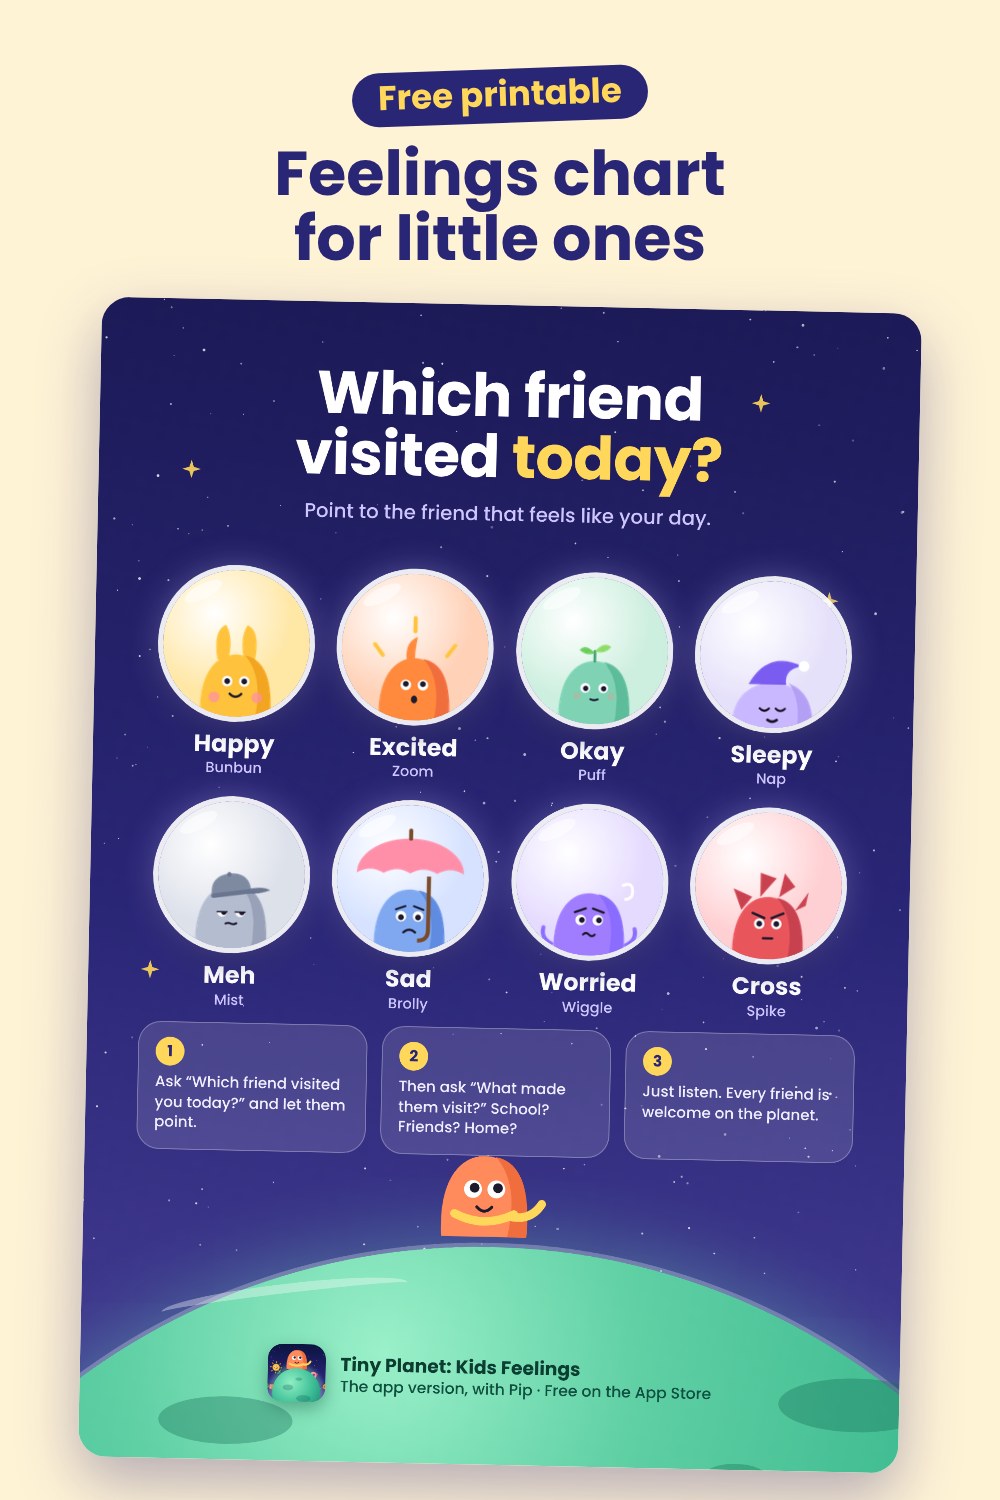 Free printable
Feelings chart
for little ones
Which friend
visited today?
Point to the friend that feels like your day.
Happy
Bunbun
Excited
Zoom
Okay
Puff
Sleepy
Nap
Meh
Mist
Sad
Brolly
Worried
Wiggle
Cross
Spike
1
Ask “Which friend visited
you today?” and let them
point.
2
Then ask “What made
them visit?” School?
Friends? Home?
3
Just listen. Every friend is
welcome on the planet.
Tiny Planet: Kids Feelings
The app version, with Pip · Free on the App Store